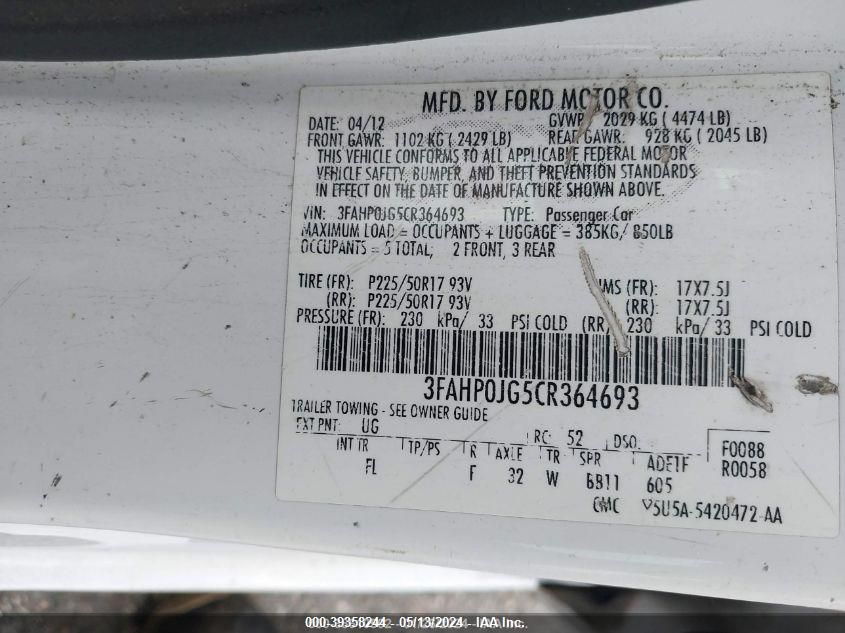 MFD. BY FORD MOTOR CO.
DATE: 04/12 GVWR: 2029 KG ( 4474 LB)
FRONT GAWR: 1102 KG ( 2429 LB) REAR GAWR: 928 KG ( 2045 LB)
THIS VEHICLE CONFORMS TO ALL APPLICABLE FEDERAL MOTOR
VEHICLE SAFETY, BUMPER, AND THEFT PREVENTION STANDARDS
IN EFFECT ON THE DATE OF MANUFACTURE SHOWN ABOVE.
VIN: 3FAHP0JG5CR364693 TYPE: Passenger Car
MAXIMUM LOAD = OCCUPANTS + LUGGAGE = 385KG/ 850LB
OCCUPANTS = 5 TOTAL; 2 FRONT, 3 REAR
TIRE (FR): P225/50R17 93V RIMS (FR): 17X7.5J
(RR): P225/50R17 93V (RR): 17X7.5J
PRESSURE (FR): 230 kPa/ 33 PSI COLD (RR): 230 kPa/ 33 PSI COLD
3FAHP0JG5CR364693
TRAILER TOWING - SEE OWNER GUIDE
EXT PNT: UG RC: 52 DSO:
INT TR TP/PS R AXLE TR SPR F0088
FL F 32 W BB11 605 R0058
5U5A-5420472-AA
000-39358244 - 05/13/2024 - IAA Inc.